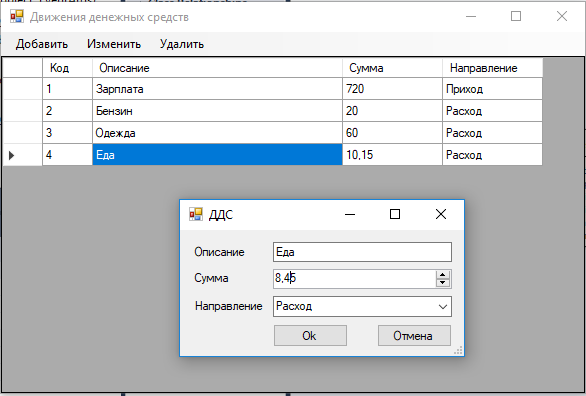 Движения денежных средств
Добавить Изменить Удалить
Код Описание Сумма Направление
1 Зарплата 720 Приход
2 Бензин 20 Расход
3 Одежда 60 Расход
4 Еда 10,15 Расход
ДДС
Описание Еда
Сумма 8,45
Направление Расход
Ok Отмена